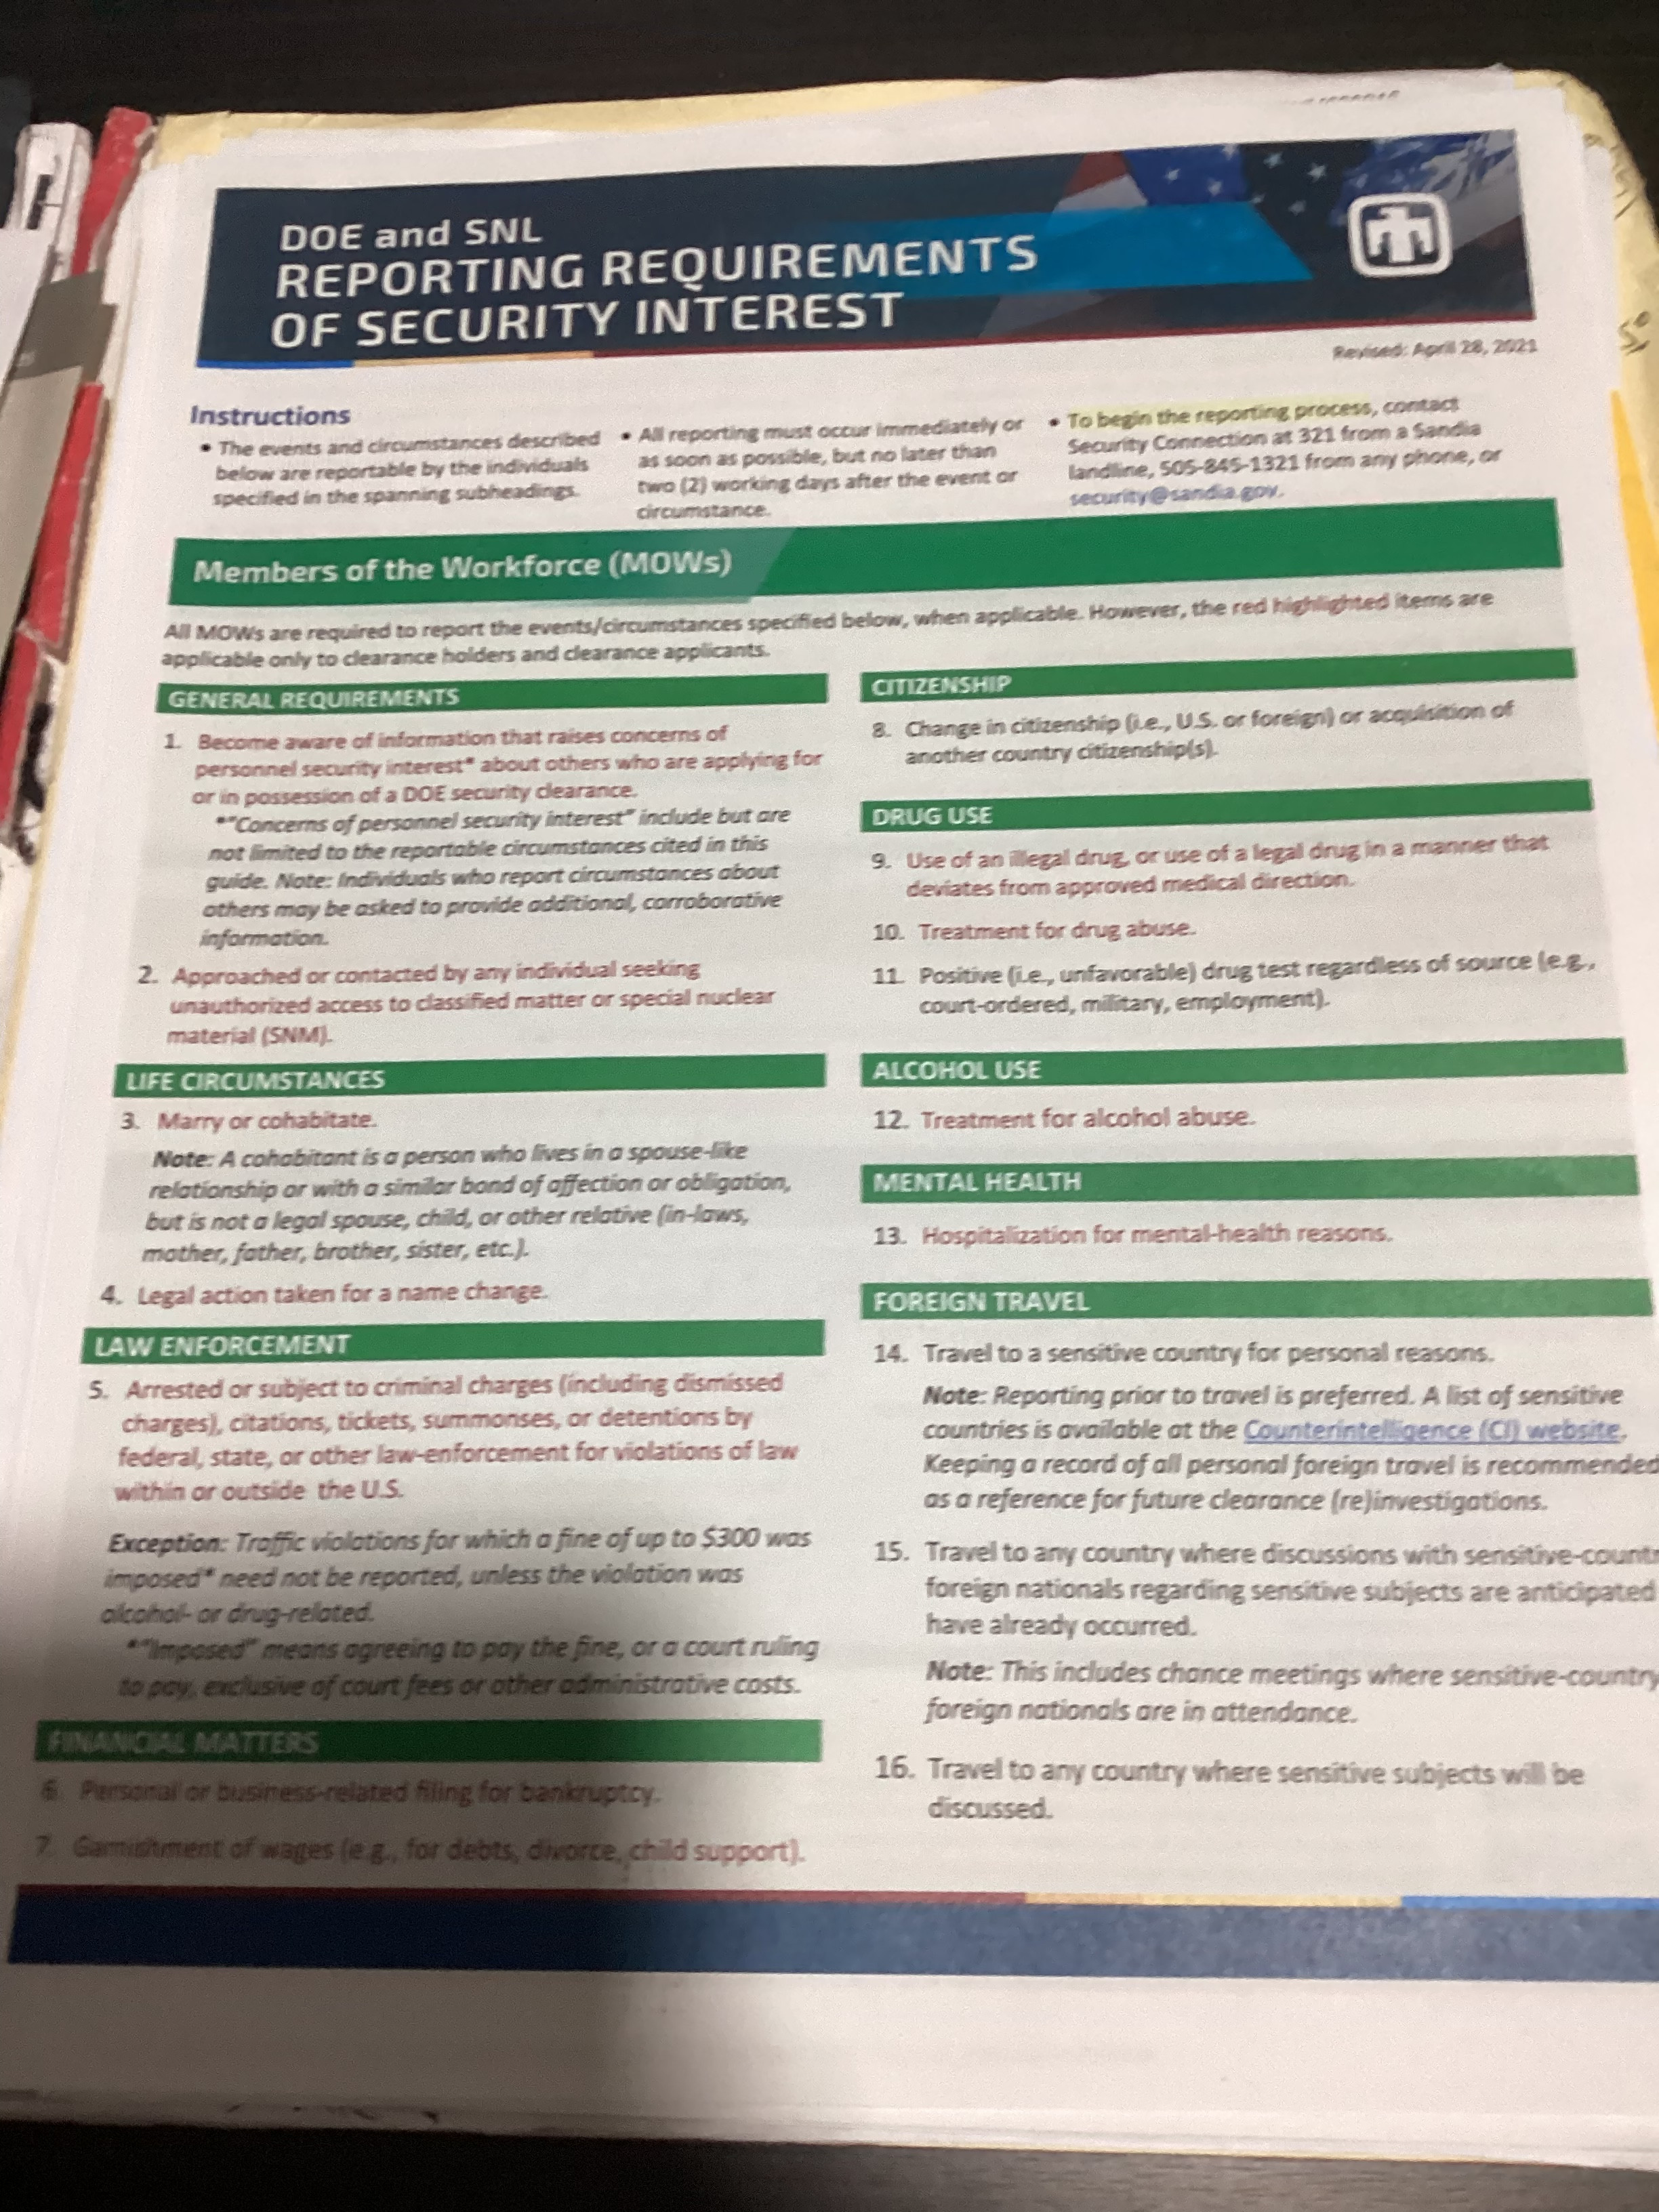 DOE and SNL
REPORTING REQUIREMENTS
OF SECURITY INTEREST
Revised: April 28, 2021
Instructions
• The events and circumstances described
below are reportable by the individuals
specified in the spanning subheadings.
• All reporting must occur immediately or
as soon as possible, but no later than
two (2) working days after the event or
circumstance.
• To begin the reporting process, contact
Security Connection at 321 from a Sandia
landline, 505-845-1321 from any phone, or
security@sandia.gov.
Members of the Workforce (MOWs)
All MOWs are required to report the events/circumstances specified below, when applicable. However, the red highlighted items are
applicable only to clearance holders and clearance applicants.
GENERAL REQUIREMENTS
1. Become aware of information that raises concerns of
personnel security interest* about others who are applying for
or in possession of a DOE security clearance.
*"Concerns of personnel security interest" include but are
not limited to the reportable circumstances cited in this
guide. Note: Individuals who report circumstances about
others may be asked to provide additional, corroborative
information.
2. Approached or contacted by any individual seeking
unauthorized access to classified matter or special nuclear
material (SNM).
LIFE CIRCUMSTANCES
3. Marry or cohabitate.
Note: A cohabitant is a person who lives in a spouse-like
relationship or with a similar bond of affection or obligation,
but is not a legal spouse, child, or other relative (in-laws,
mother, father, brother, sister, etc.).
4. Legal action taken for a name change.
LAW ENFORCEMENT
5. Arrested or subject to criminal charges (including dismissed
charges), citations, tickets, summonses, or detentions by
federal, state, or other law-enforcement for violations of law
within or outside the U.S.
Exception: Traffic violations for which a fine of up to $300 was
imposed* need not be reported, unless the violation was
alcohol- or drug-related.
*"Imposed" means agreeing to pay the fine, or a court ruling
to pay, exclusive of court fees or other administrative costs.
FINANCIAL MATTERS
6. Personal or business-related filing for bankruptcy.
7. Garnishment of wages (e.g., for debts, divorce, child support).
CITIZENSHIP
8. Change in citizenship (i.e., U.S. or foreign) or acquisition of
another country citizenship(s).
DRUG USE
9. Use of an illegal drug, or use of a legal drug in a manner that
deviates from approved medical direction.
10. Treatment for drug abuse.
11. Positive (i.e., unfavorable) drug test regardless of source (e.g.,
court-ordered, military, employment).
ALCOHOL USE
12. Treatment for alcohol abuse.
MENTAL HEALTH
13. Hospitalization for mental-health reasons.
FOREIGN TRAVEL
14. Travel to a sensitive country for personal reasons.
Note: Reporting prior to travel is preferred. A list of sensitive
countries is available at the Counterintelligence (CI) website.
Keeping a record of all personal foreign travel is recommended
as a reference for future clearance (re)investigations.
15. Travel to any country where discussions with sensitive-countr
foreign nationals regarding sensitive subjects are anticipated
have already occurred.
Note: This includes chance meetings where sensitive-country
foreign nationals are in attendance.
16. Travel to any country where sensitive subjects will be
discussed.